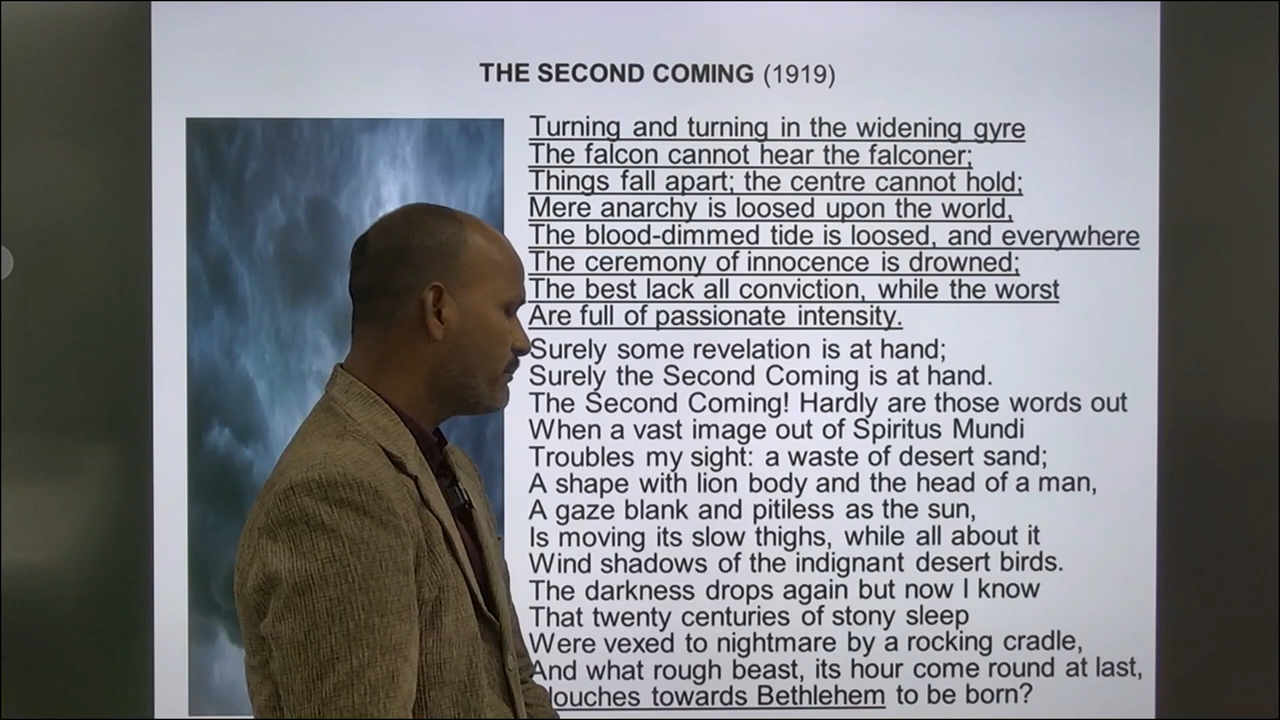 THE SECOND COMING (1919)
Turning and turning in the widening gyre
The falcon cannot hear the falconer;
Things fall apart; the centre cannot hold;
Mere anarchy is loosed upon the world,
The blood-dimmed tide is loosed, and everywhere
The ceremony of innocence is drowned;
The best lack all conviction, while the worst
Are full of passionate intensity.
Surely some revelation is at hand;
Surely the Second Coming is at hand.
The Second Coming! Hardly are those words out
When a vast image out of Spiritus Mundi
Troubles my sight: a waste of desert sand;
A shape with lion body and the head of a man,
A gaze blank and pitiless as the sun,
Is moving its slow thighs, while all about it
Wind shadows of the indignant desert birds.
The darkness drops again but now I know
That twenty centuries of stony sleep
Were vexed to nightmare by a rocking cradle,
And what rough beast, its hour come round at last,
louches towards Bethlehem to be born?